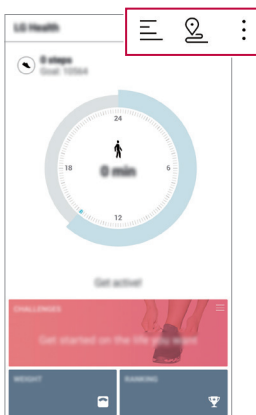 LG Health
0 steps
Goal: 10564
24
18
6
0 min
12
Get active!
CHALLENGES
Get started on the life you want
WEIGHT
RANKING